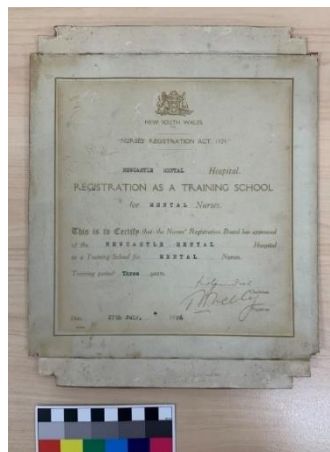 NEW SOUTH WALES
"NURSES' REGISTRATION ACT, 1924"
NEWCASTLE MENTAL Hospital.
REGISTRATION AS A TRAINING SCHOOL
for MENTAL Nurses.
This is to Certify that the Nurses' Registration Board has approved
of the NEWCASTLE MENTAL Hospital
as a Training School for MENTAL Nurses.
Training period Three years.
Chairman
Date 27th July,